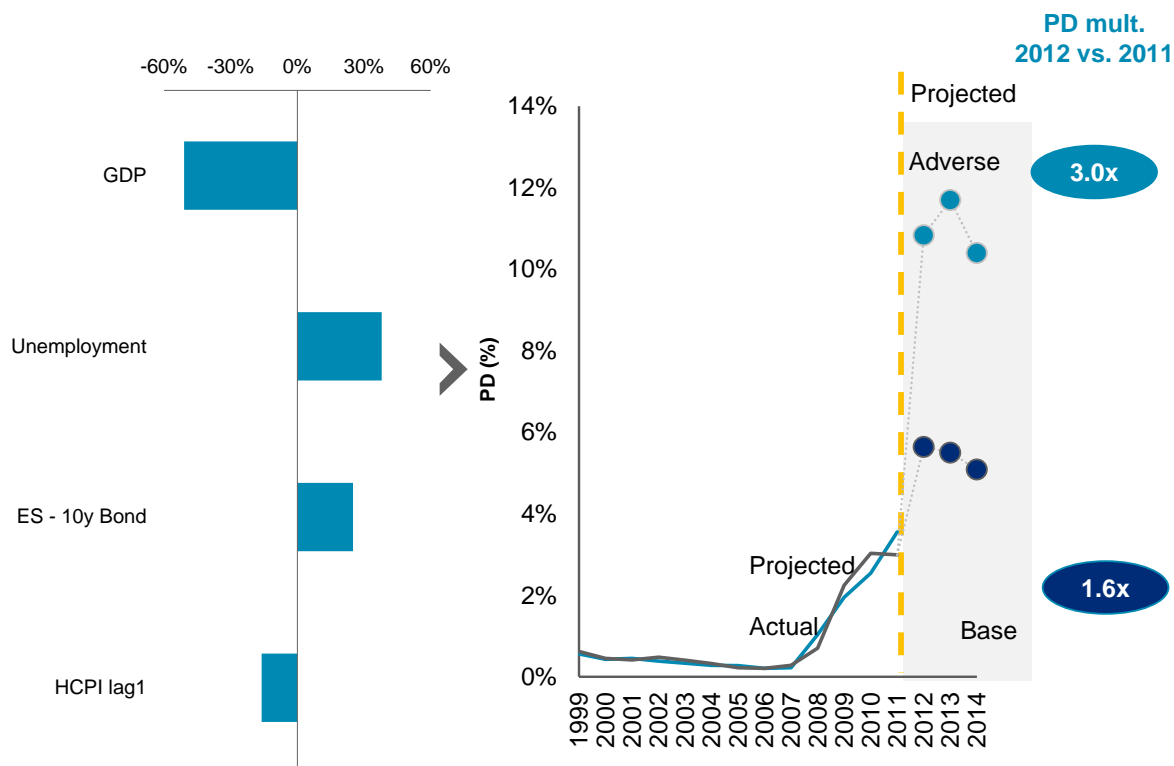 PD mult.
2012 vs. 2011
-60% -30% 0% 30% 60%
GDP
Unemployment
ES - 10y Bond
HCPI lag1
PD (%)
14%
12%
10%
8%
6%
4%
2%
0%
Projected
Adverse
3.0x
Projected
Actual
1.6x
Base
1999
2000
2001
2002
2003
2004
2005
2006
2007
2008
2009
2010
2011
2012
2013
2014